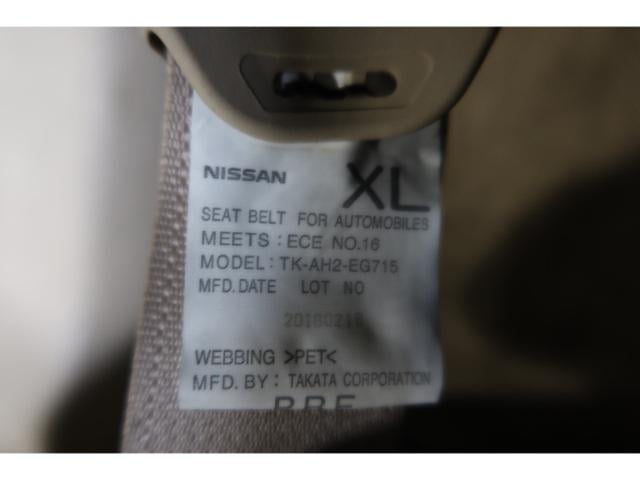 NISSAN XL
SEAT BELT FOR AUTOMOBILES
MEETS : ECE NO.16
MODEL : TK-AH2-EG715
MFD.DATE LOT NO
WEBBING >PET<
MFD. BY : TAKATA CORPORATION